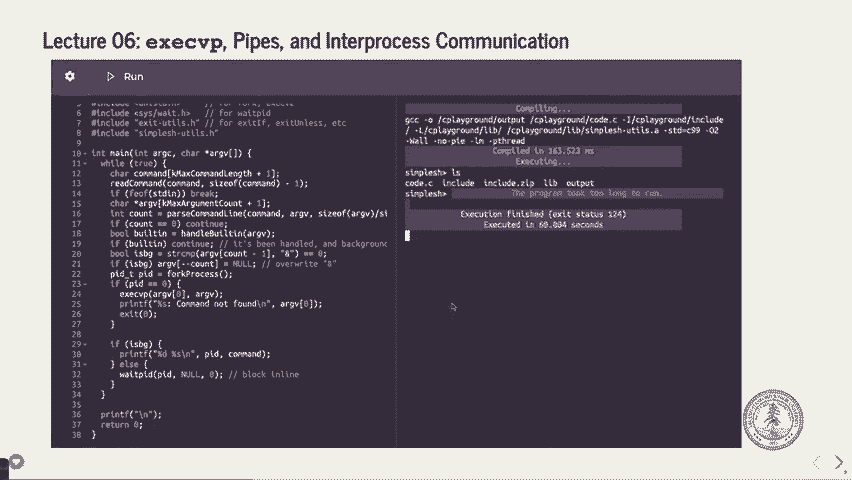 Lecture 06: execvp, Pipes, and Interprocess Communication
Run
6 #include <sys/wait.h> // for waitpid
7 #include "exit-utils.h" // for exitIf, exitUnless, etc
8 #include "simplesh-utils.h"
9
10 int main(int argc, char *argv[]) {
11 while (true) {
12 char command[kMaxCommandLength + 1];
13 readCommand(command, sizeof(command) - 1);
14 if (feof(stdin)) break;
15 char *argv[kMaxArgumentCount + 1];
16 int count = parseCommandLine(command, argv, sizeof(argv)/si
17 if (count == 0) continue;
18 bool builtin = handleBuiltin(argv);
19 if (builtin) continue; // it's been handled, and background
20 bool isbg = strcmp(argv[count - 1], "&") == 0;
21 if (isbg) argv[--count] = NULL; // overwrite "&"
22 pid_t pid = forkProcess();
23 if (pid == 0) {
24 execvp(argv[0], argv);
25 printf("%s: Command not found\n", argv[0]);
26 exit(0);
27 }
28
29 if (isbg) {
30 printf("%d %s\n", pid, command);
31 } else {
32 waitpid(pid, NULL, 0); // block inline
33 }
34 }
35
36 printf("\n");
37 return 0;
38 }
Compiling...
gcc -o /cplayground/output /cplayground/code.c -I/cplayground/include
/ -L/cplayground/lib/ /cplayground/lib/simplesh-utils.a -std=c99 -O2
-Wall -no-pie -lm -pthread
Compiled in 163.523 ms
Executing...
simplesh> ls
code.c include include.zip lib output
simplesh> The program took too long to run.
Execution finished (exit status 124)
Executed in 60.004 seconds